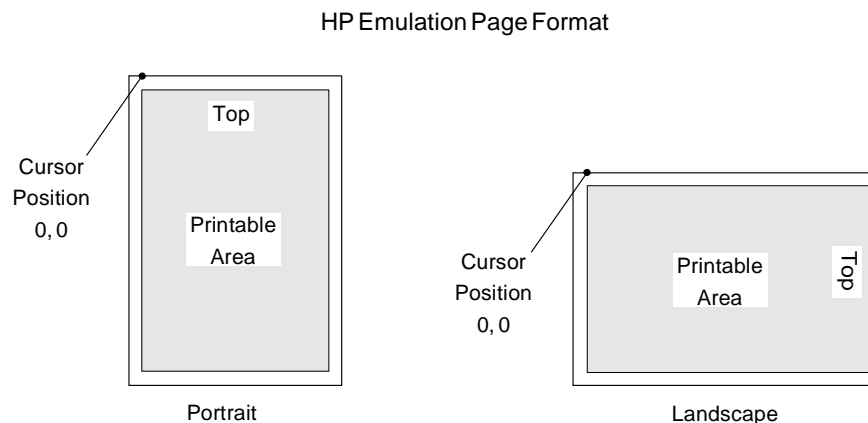 HP Emulation Page Format
Top
Cursor
Position
0, 0
Printable
Area
Portrait
Cursor
Position
0, 0
Printable
Area
Top
Landscape